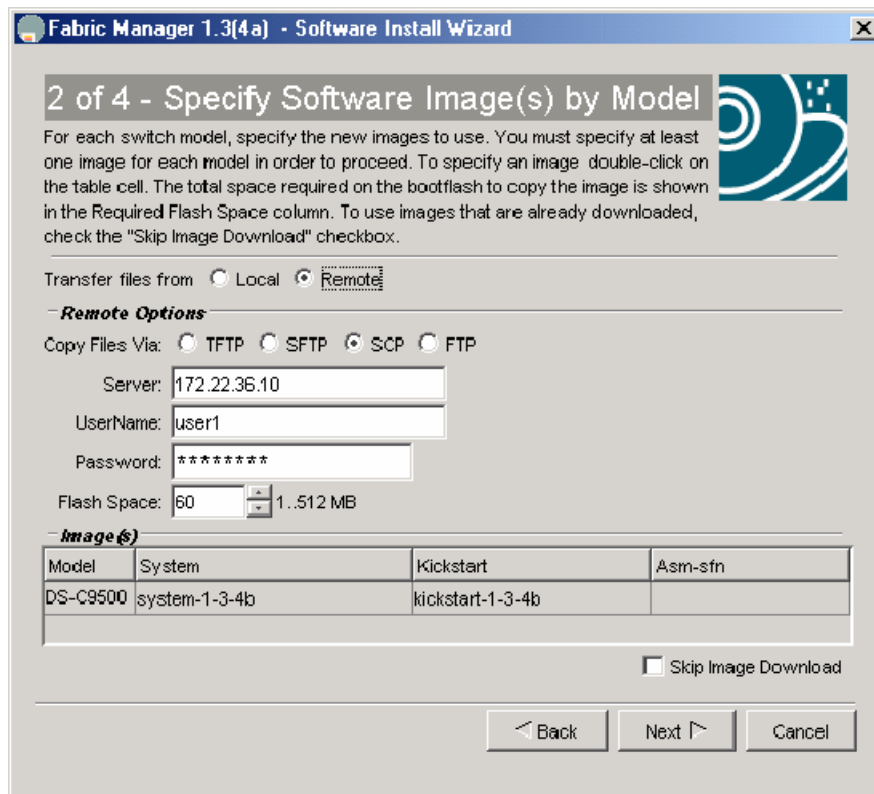 Fabric Manager 1.3(4a) - Software Install Wizard
2 of 4 - Specify Software Image(s) by Model
For each switch model, specify the new images to use. You must specify at least
one image for each model in order to proceed. To specify an image double-click on
the table cell. The total space required on the bootflash to copy the image is shown
in the Required Flash Space column. To use images that are already downloaded,
check the "Skip Image Download" checkbox.
Transfer files from Local Remote
Remote Options
Copy Files Via: TFTP SFTP SCP FTP
Server: 172.22.36.10
UserName: user1
Password: ********
Flash Space: 60 1..512 MB
Image(s)
Model System Kickstart Asm-sfn
DS-C9500 system-1-3-4b kickstart-1-3-4b
Skip Image Download
Back Next Cancel